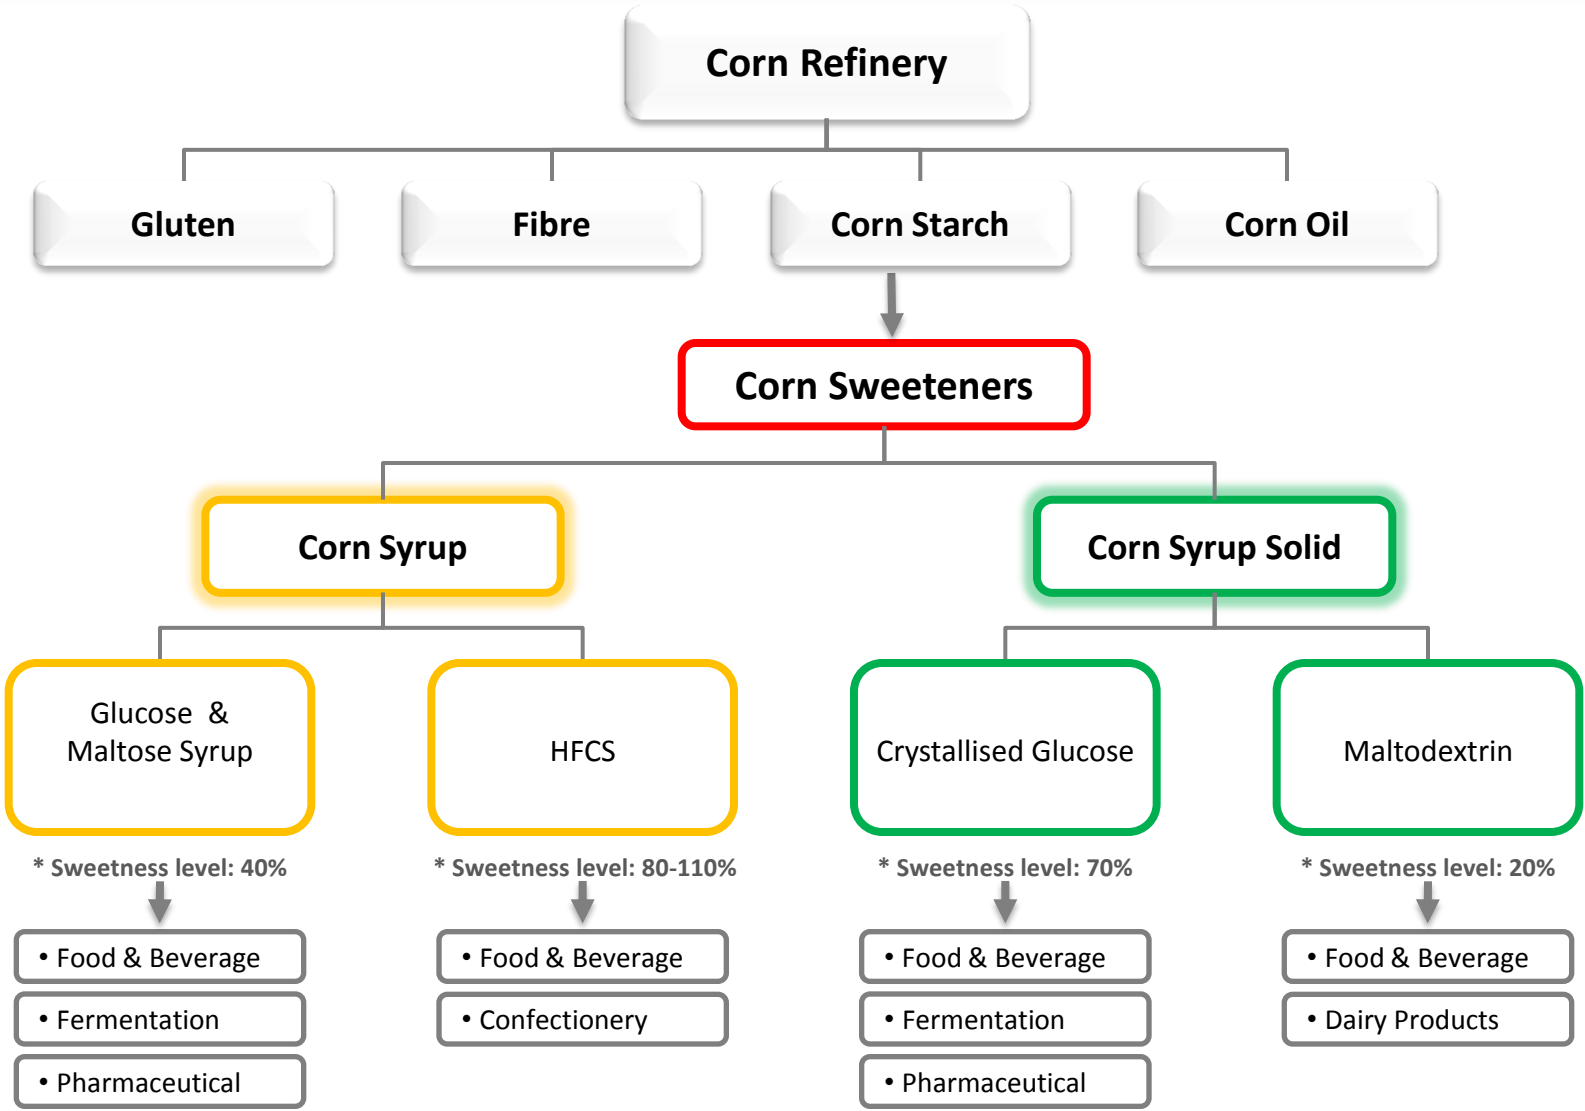 Corn Refinery
Gluten
Fibre
Corn Starch
Corn Oil
Corn Sweeteners
Corn Syrup
Corn Syrup Solid
Glucose &
Maltose Syrup
HFCS
Crystallised Glucose
Maltodextrin
* Sweetness level: 40%
* Sweetness level: 80-110%
* Sweetness level: 70%
* Sweetness level: 20%
• Food & Beverage
• Fermentation
• Pharmaceutical
• Food & Beverage
• Confectionery
• Food & Beverage
• Fermentation
• Pharmaceutical
• Food & Beverage
• Dairy Products